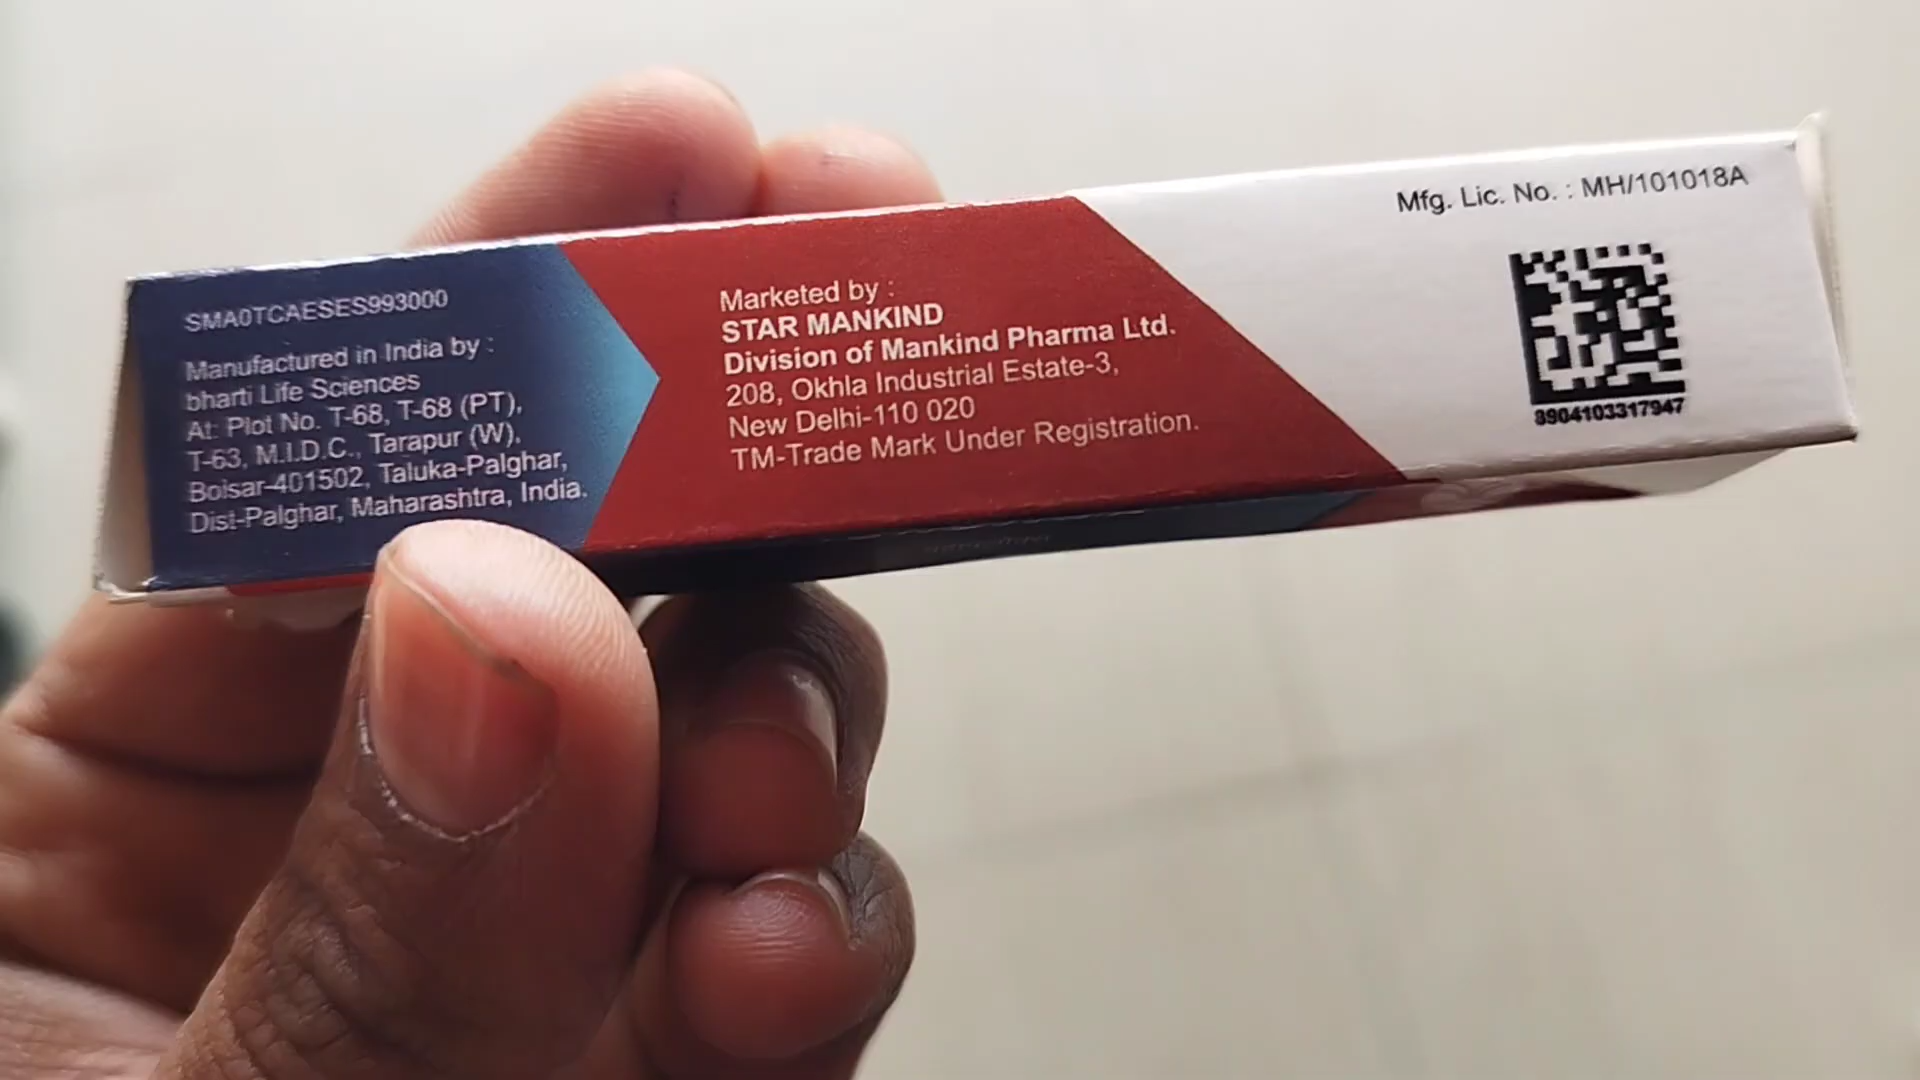 SMA0TCAESES993000
Manufactured in India by :
bharti Life Sciences
At: Plot No. T-68, T-68 (PT),
T-63, M.I.D.C., Tarapur (W),
Boisar-401502, Taluka-Palghar,
Dist-Palghar, Maharashtra, India.
Marketed by :
STAR MANKIND
Division of Mankind Pharma Ltd.
208, Okhla Industrial Estate-3,
New Delhi-110 020
TM-Trade Mark Under Registration.
Mfg. Lic. No. : MH/101018A
8904103317947